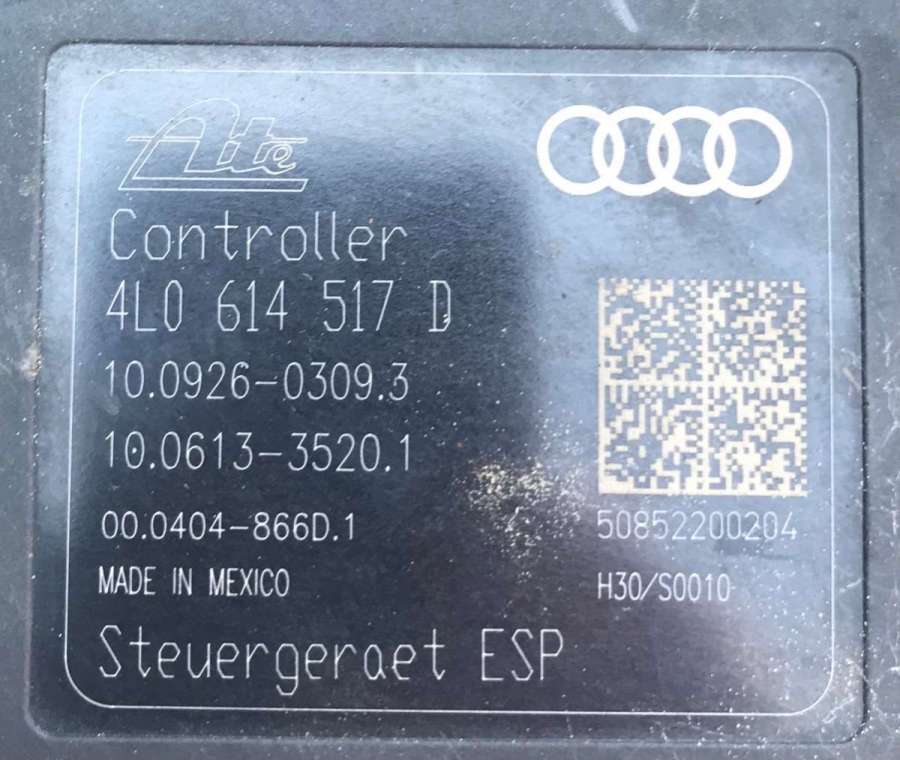 Ate
Controller
4L0 614 517 D
10.0926-0309.3
10.0613-3520.1
00.0404-866D.1
50852200204
MADE IN MEXICO
H30/S0010
Steuergeraet ESP